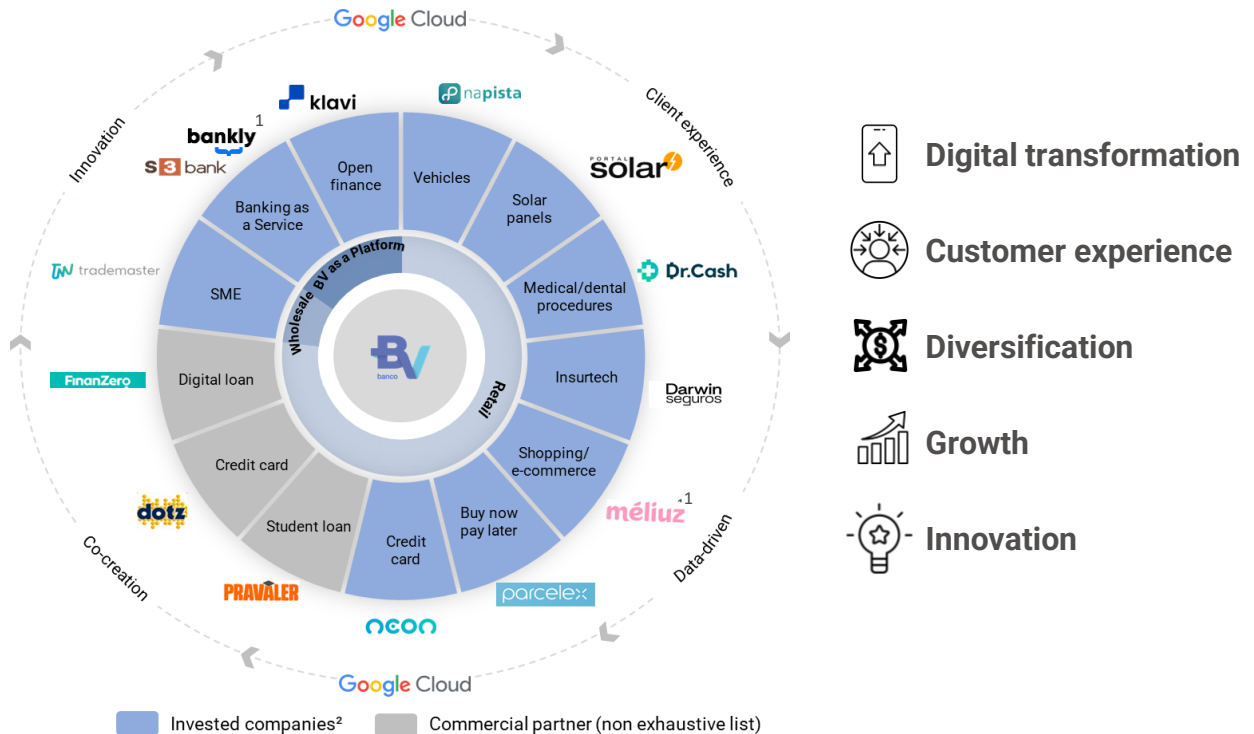 Google Cloud
klavi
napista
bankly 1
S3 bank
PORTAL
solar
Innovation
Client experience
Open
finance
Vehicles
Banking as
a Service
Solar
panels
trademaster
SME
BV as a Platform
Wholesale
Medical/dental
procedures
Dr.Cash
FinanZero
Digital loan
BV
banco
Retail
Insurtech
Darwin
seguros
Credit card
Shopping/
e-commerce
dotz
Student loan
Credit
card
Buy now
pay later
méliuz 1
Co-creation
Data-driven
PRAVALER
neon
parcelex
Google Cloud
Invested companies²
Commercial partner (non exhaustive list)
Digital transformation
Customer experience
Diversification
Growth
Innovation